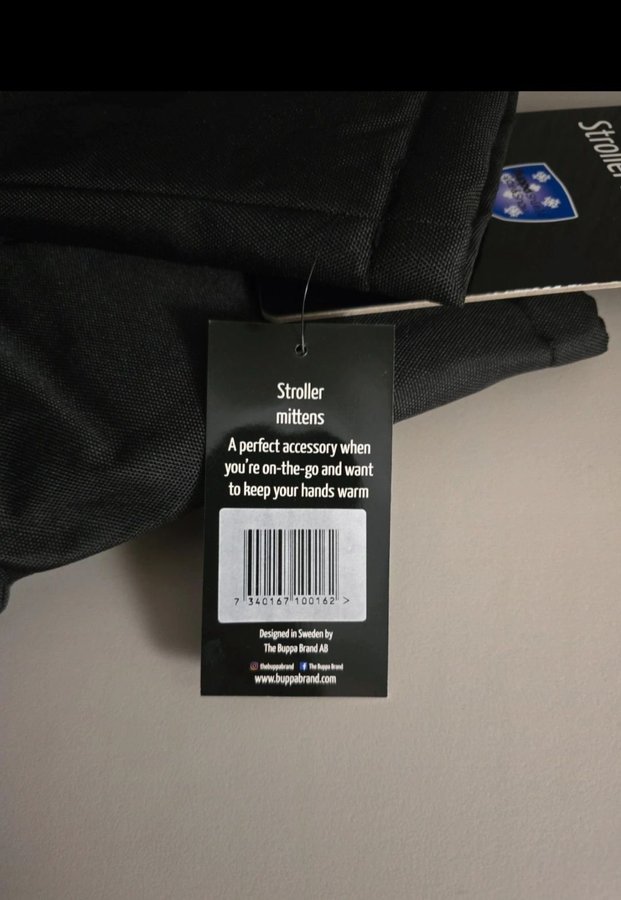 Stroller
Stroller
mittens
A perfect accessory when
you're on-the-go and want
to keep your hands warm
7 340167 100162 >
Designed in Sweden by
The Buppa Brand AB
thebuppabrand The Buppa Brand
www.buppabrand.com